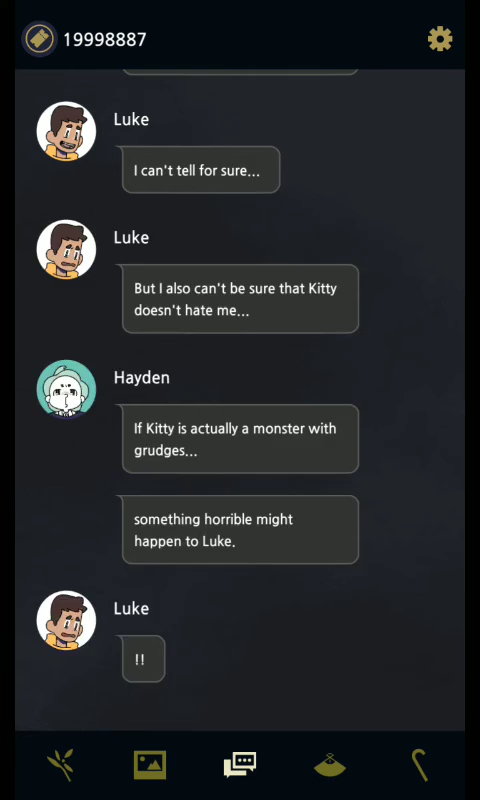 19998887
Luke
I can't tell for sure...
Luke
But I also can't be sure that Kitty
doesn't hate me...
Hayden
If Kitty is actually a monster with
grudges...
something horrible might
happen to Luke.
Luke
!!